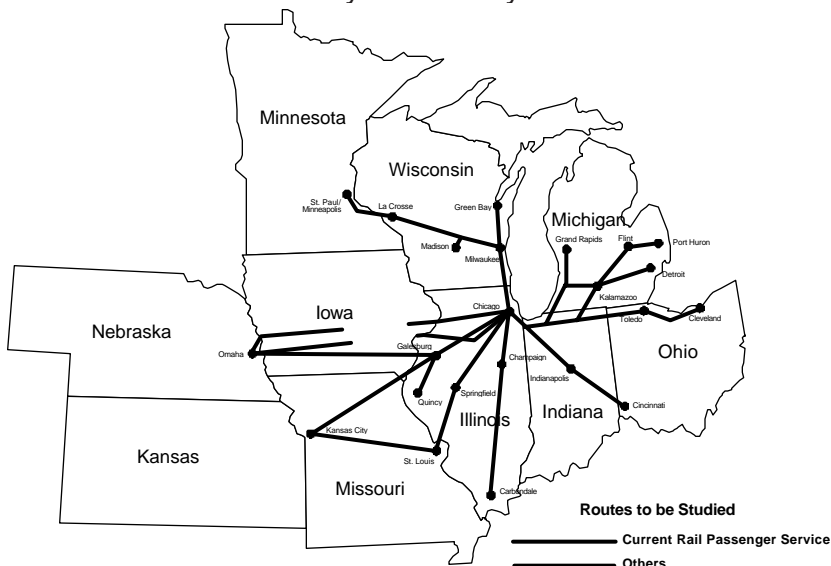 Minnesota
Wisconsin
St. Paul/
Minneapolis
La Crosse
Green Bay
Michigan
Grand Rapids
Flint
Port Huron
Madison
Milwaukee
Detroit
Kalamazoo
Chicago
Iowa
Nebraska
Toledo
Cleveland
Omaha
Galesburg
Champaign
Ohio
Indianapolis
Springfield
Quincy
Illinois
Indiana
Cincinnati
Kansas City
Kansas
St. Louis
Missouri
Carbondale
Routes to be Studied
Current Rail Passenger Service
Others